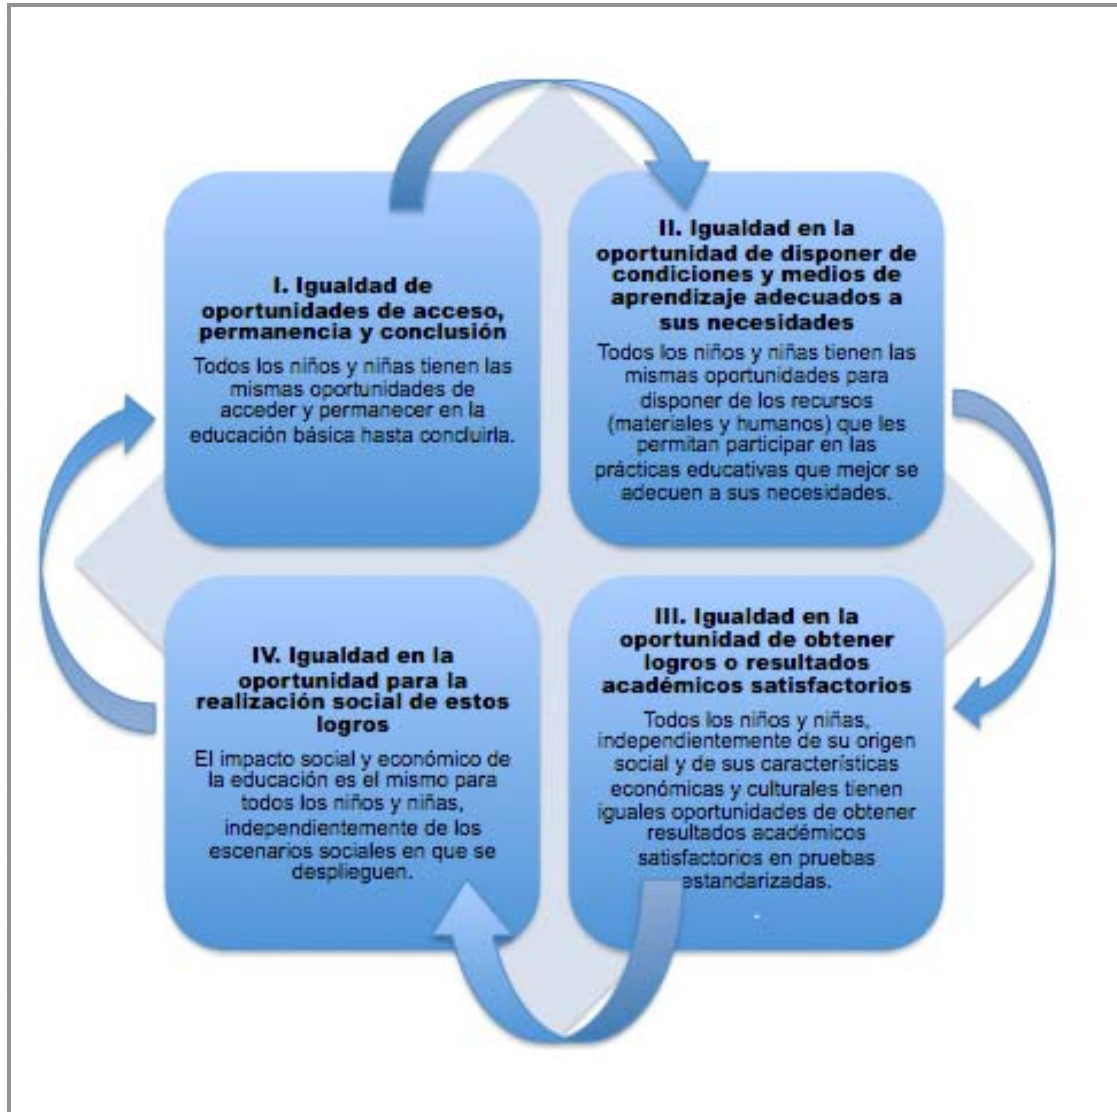 I. Igualdad de
oportunidades de acceso,
permanencia y conclusión
Todos los niños y niñas tienen las
mismas oportunidades de
acceder y permanecer en la
educación básica hasta concluirla.
II. Igualdad en la
oportunidad de disponer de
condiciones y medios de
aprendizaje adecuados a
sus necesidades
Todos los niños y niñas tienen las
mismas oportunidades para
disponer de los recursos
(materiales y humanos) que les
permitan participar en las
prácticas educativas que mejor se
adecuen a sus necesidades.
III. Igualdad en la
oportunidad de obtener
logros o resultados
académicos satisfactorios
Todos los niños y niñas,
independientemente de su origen
social y de sus características
económicas y culturales tienen
iguales oportunidades de obtener
resultados académicos
satisfactorios en pruebas
estandarizadas.
IV. Igualdad en la
oportunidad para la
realización social de estos
logros
El impacto social y económico de
la educación es el mismo para
todos los niños y niñas,
independientemente de los
escenarios sociales en que se
desplieguen.